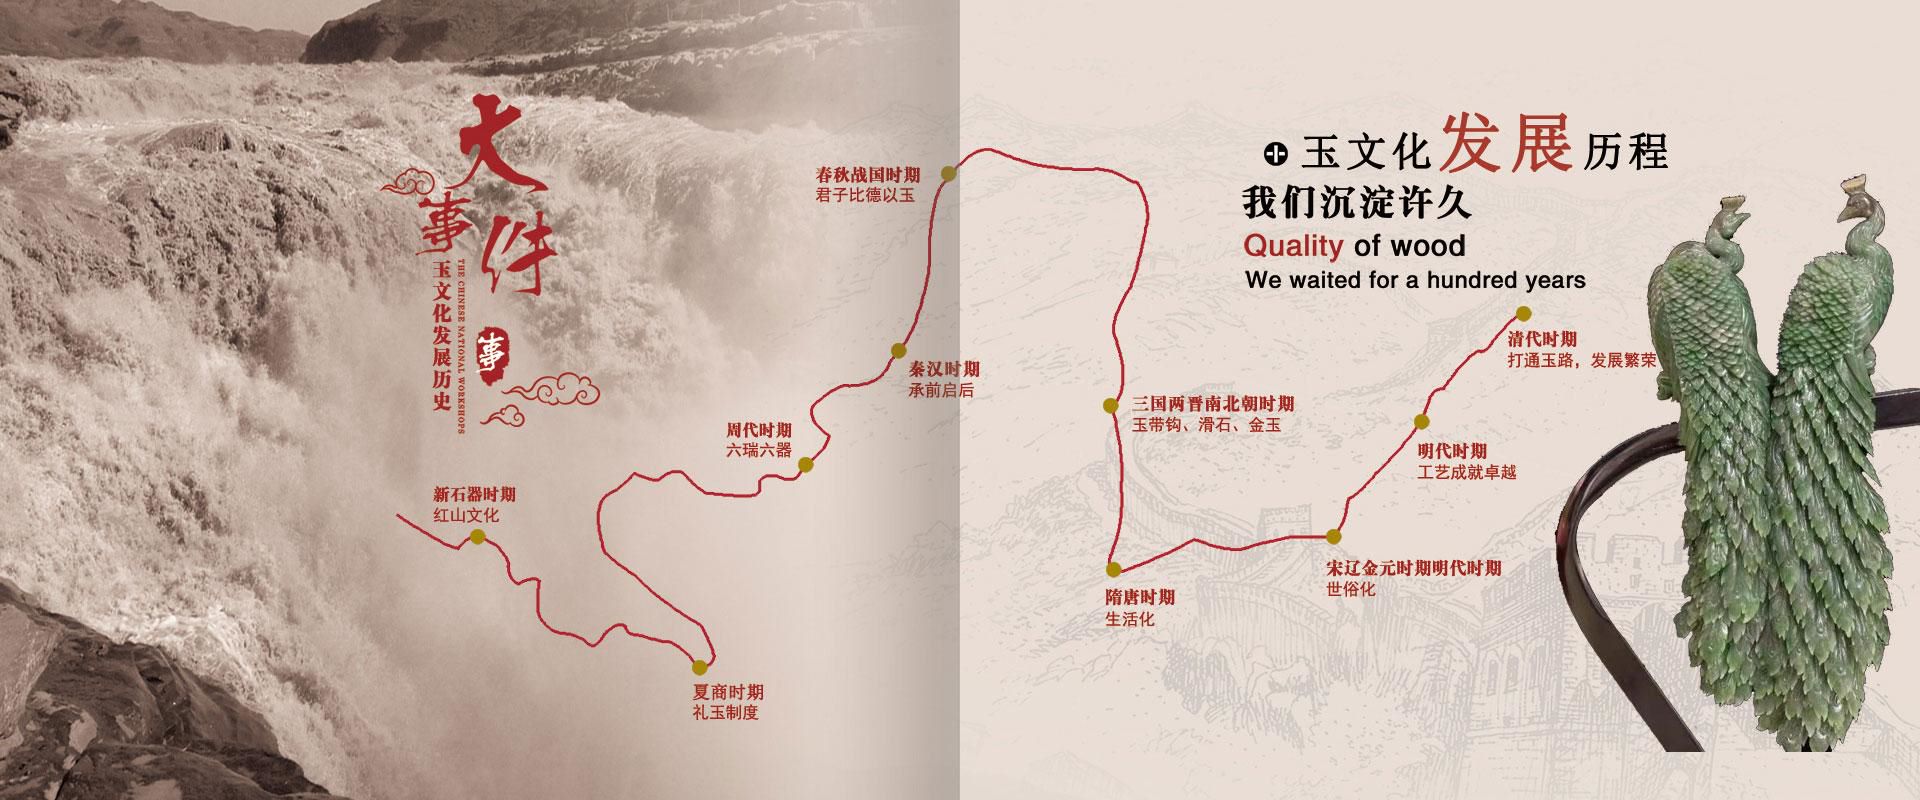 大
事
件
玉文化发展历史
THE CHINESE NATIONAL WORKSHOPS
事
新石器时期
红山文化
夏商时期
礼玉制度
周代时期
六瑞六器
秦汉时期
承前启后
春秋战国时期
君子比德以玉
玉文化发展历程
我们沉淀许久
Quality of wood
We waited for a hundred years
三国两晋南北朝时期
玉带钩、滑石、金玉
隋唐时期
生活化
宋辽金元时期明代时期
世俗化
明代时期
工艺成就卓越
清代时期
打通玉路，发展繁荣